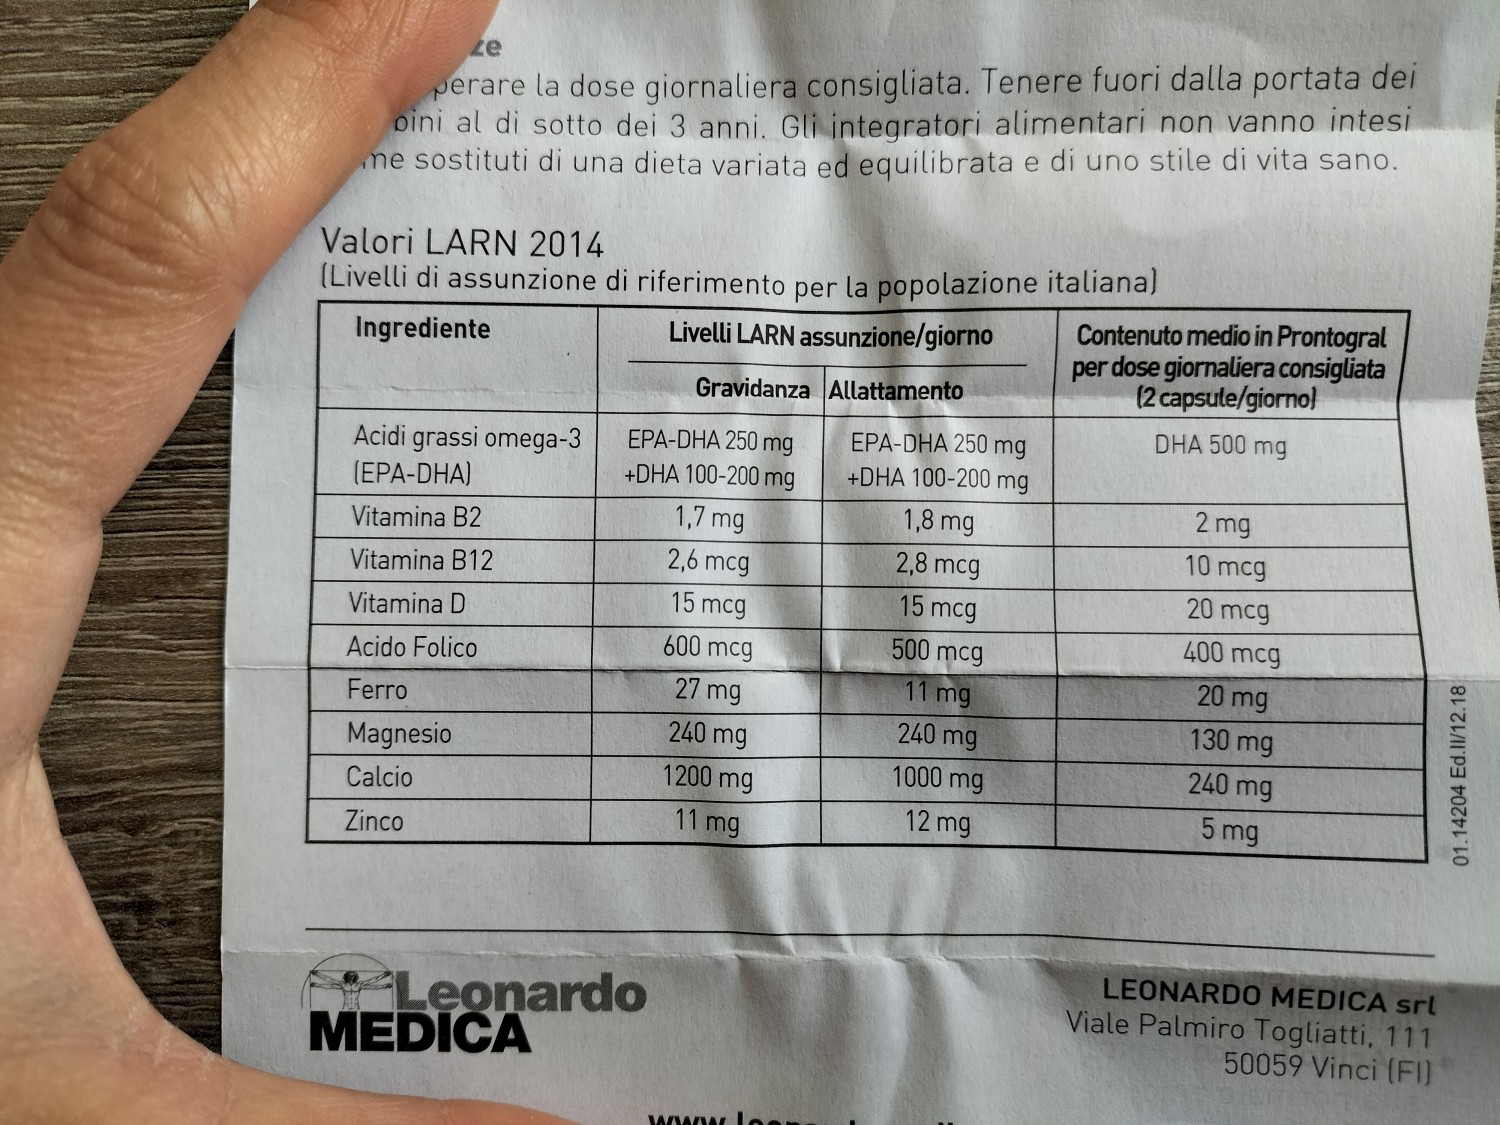 la dose giornaliera consigliata. Tenere fuori dalla portata dei
al di sotto dei 3 anni. Gli integratori alimentari non vanno intesi
sostituti di una dieta variata ed equilibrata e di uno stile di vita sano.
Valori LARN 2014
(Livelli di assunzione di riferimento per la popolazione italiana)
Ingrediente
Livelli LARN assunzione/giorno
Gravidanza Allattamento
Contenuto medio in Prontogral
per dose giornaliera consigliata
(2 capsule/giorno)
Acidi grassi omega-3
(EPA-DHA)
EPA-DHA 250 mg
+DHA 100-200 mg
EPA-DHA 250 mg
+DHA 100-200 mg
DHA 500 mg
Vitamina B2 1,7 mg 1,8 mg 2 mg
Vitamina B12 2,6 mcg 2,8 mcg 10 mcg
Vitamina D 15 mcg 15 mcg 20 mcg
Acido Folico 600 mcg 500 mcg 400 mcg
Ferro 27 mg 11 mg 20 mg
Magnesio 240 mg 240 mg 130 mg
Calcio 1200 mg 1000 mg 240 mg
Zinco 11 mg 12 mg 5 mg
01.14204 Ed.II/12.18
Leonardo
MEDICA
LEONARDO MEDICA srl
Viale Palmiro Togliatti, 111
50059 Vinci (FI)